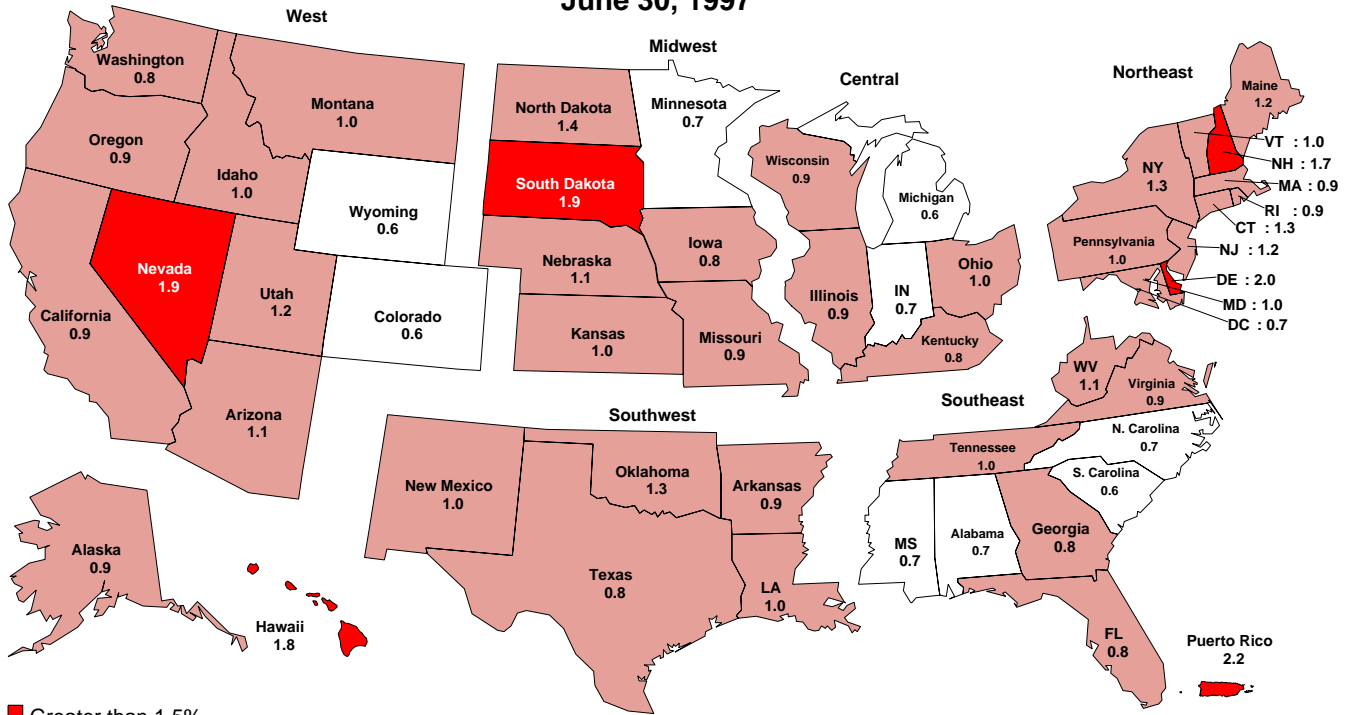 June 30, 1997
West
Midwest
Central
Northeast
Southwest
Southeast
Washington
0.8
Oregon
0.9
California
0.9
Nevada
1.9
Idaho
1.0
Montana
1.0
Wyoming
0.6
Utah
1.2
Colorado
0.6
Arizona
1.1
Alaska
0.9
Hawaii
1.8
North Dakota
1.4
South Dakota
1.9
Nebraska
1.1
Kansas
1.0
Minnesota
0.7
Iowa
0.8
Missouri
0.9
Wisconsin
0.9
Michigan
0.6
Illinois
0.9
IN
0.7
Ohio
1.0
Kentucky
0.8
Maine
1.2
VT : 1.0
NH : 1.7
MA : 0.9
RI : 0.9
CT : 1.3
NJ : 1.2
DE : 2.0
MD : 1.0
DC : 0.7
NY
1.3
Pennsylvania
1.0
New Mexico
1.0
Oklahoma
1.3
Arkansas
0.9
Texas
0.8
LA
1.0
WV
1.1
Virginia
0.9
Tennessee
1.0
N. Carolina
0.7
S. Carolina
0.6
MS
0.7
Alabama
0.7
Georgia
0.8
FL
0.8
Puerto Rico
2.2
Greater than 1.5%